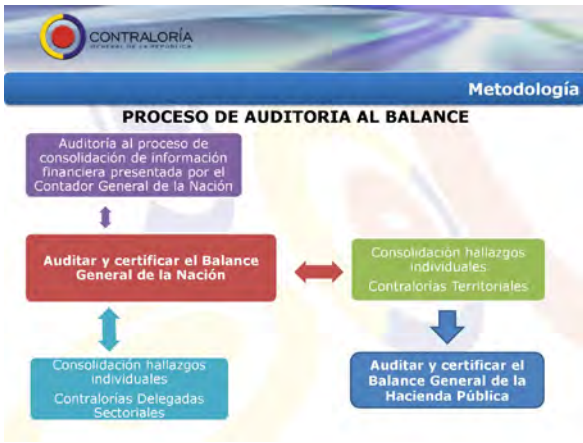 CONTRALORÍA
GENERAL DE LA REPÚBLICA
Metodología
PROCESO DE AUDITORIA AL BALANCE
Auditoría al proceso de
consolidación de información
financiera presentada por el
Contador General de la Nación
Auditar y certificar el Balance
General de la Nación
Consolidación hallazgos
individuales
Contralorías Territoriales
Consolidación hallazgos
individuales
Contralorías Delegadas
Sectoriales
Auditar y certificar el
Balance General de la
Hacienda Pública